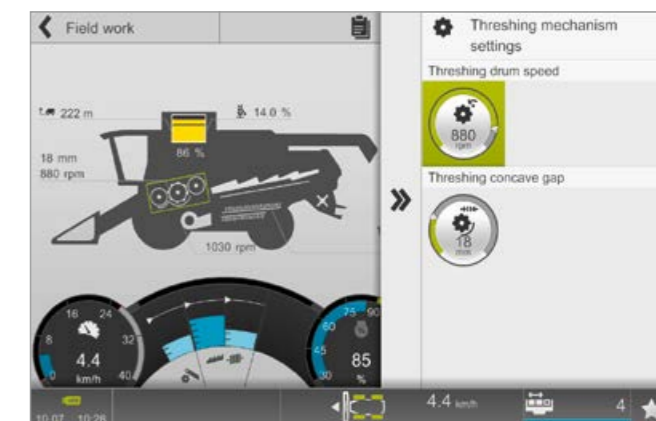 Field work
Threshing mechanism
settings
Threshing drum speed
880
rpm
Threshing concave gap
18
mm
222 m
14.0 %
86 %
18 mm
880 rpm
1030 rpm
16 24
8 32
0 40
4.4
km/h
75 90
60
45
30
85
%
10.07 10:26
4.4 km/h
4